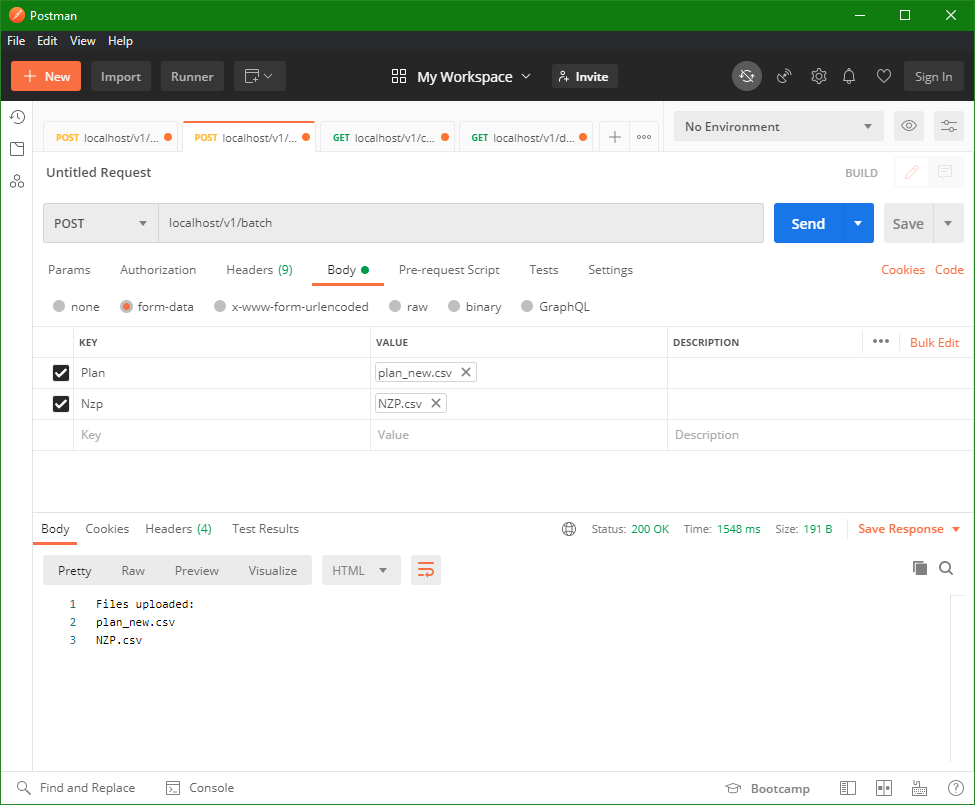 Postman
File Edit View Help
+ New Import Runner My Workspace Invite Sign In
POST localhost/v1/... POST localhost/v1/... GET localhost/v1/c... GET localhost/v1/d... No Environment
Untitled Request BUILD
POST localhost/v1/batch Send Save
Params Authorization Headers (9) Body Pre-request Script Tests Settings Cookies Code
none form-data x-www-form-urlencoded raw binary GraphQL
KEY VALUE DESCRIPTION ••• Bulk Edit
Plan plan_new.csv ✕
Nzp NZP.csv ✕
Key Value Description
Body Cookies Headers (4) Test Results Status: 200 OK Time: 1548 ms Size: 191 B Save Response
Pretty Raw Preview Visualize HTML
1 Files uploaded:
2 plan_new.csv
3 NZP.csv
Find and Replace Console Bootcamp